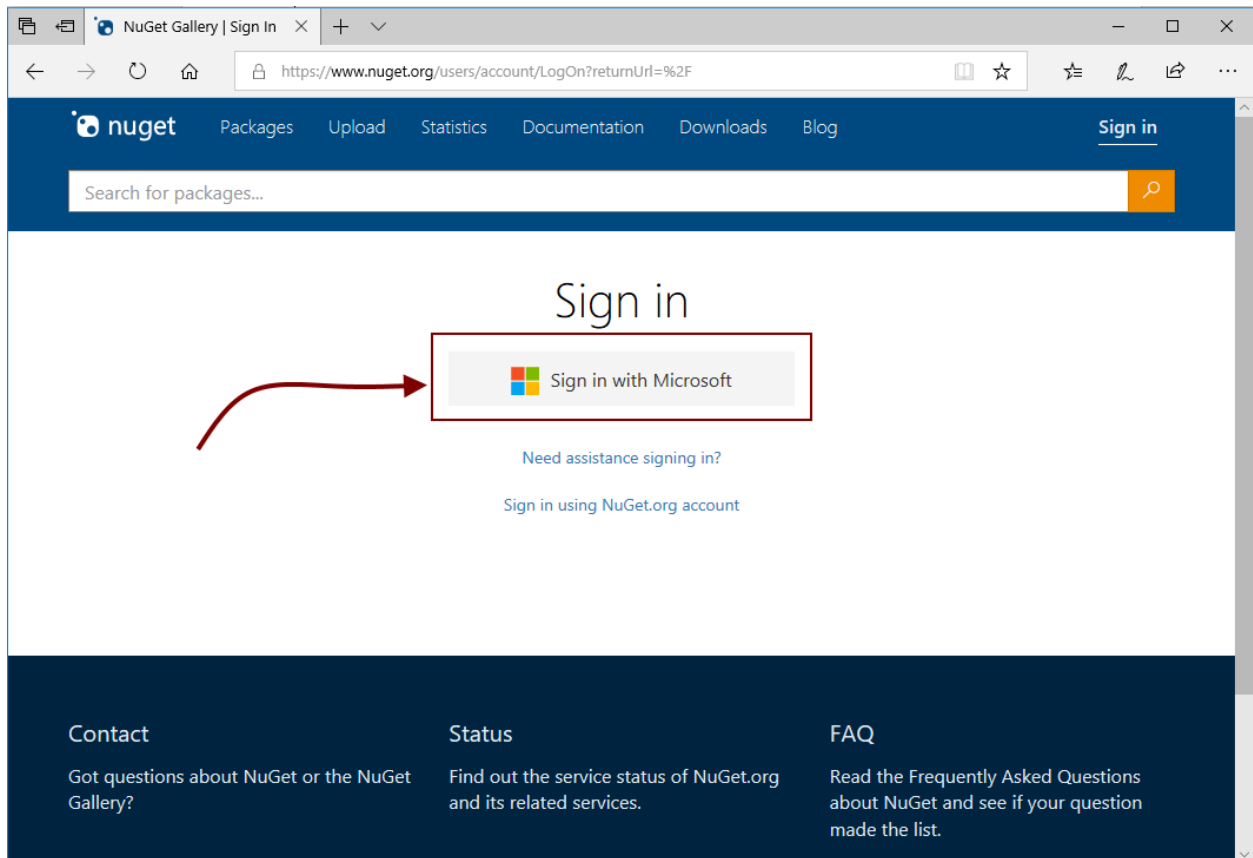 NuGet Gallery | Sign In
https://www.nuget.org/users/account/LogOn?returnUrl=%2F
nuget Packages Upload Statistics Documentation Downloads Blog Sign in
Search for packages...
Sign in
Sign in with Microsoft
Need assistance signing in?
Sign in using NuGet.org account
Contact
Got questions about NuGet or the NuGet
Gallery?
Status
Find out the service status of NuGet.org
and its related services.
FAQ
Read the Frequently Asked Questions
about NuGet and see if your question
made the list.